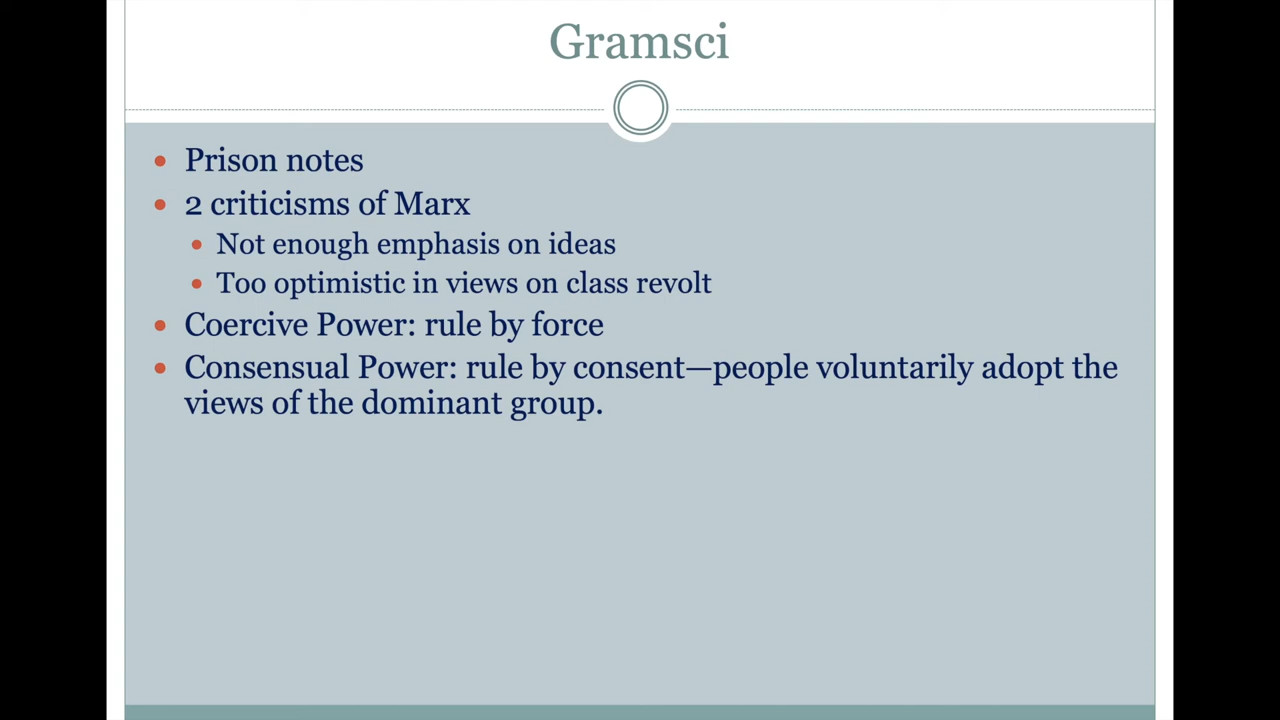 Gramsci
Prison notes
2 criticisms of Marx
Not enough emphasis on ideas
Too optimistic in views on class revolt
Coercive Power: rule by force
Consensual Power: rule by consent—people voluntarily adopt the
views of the dominant group.